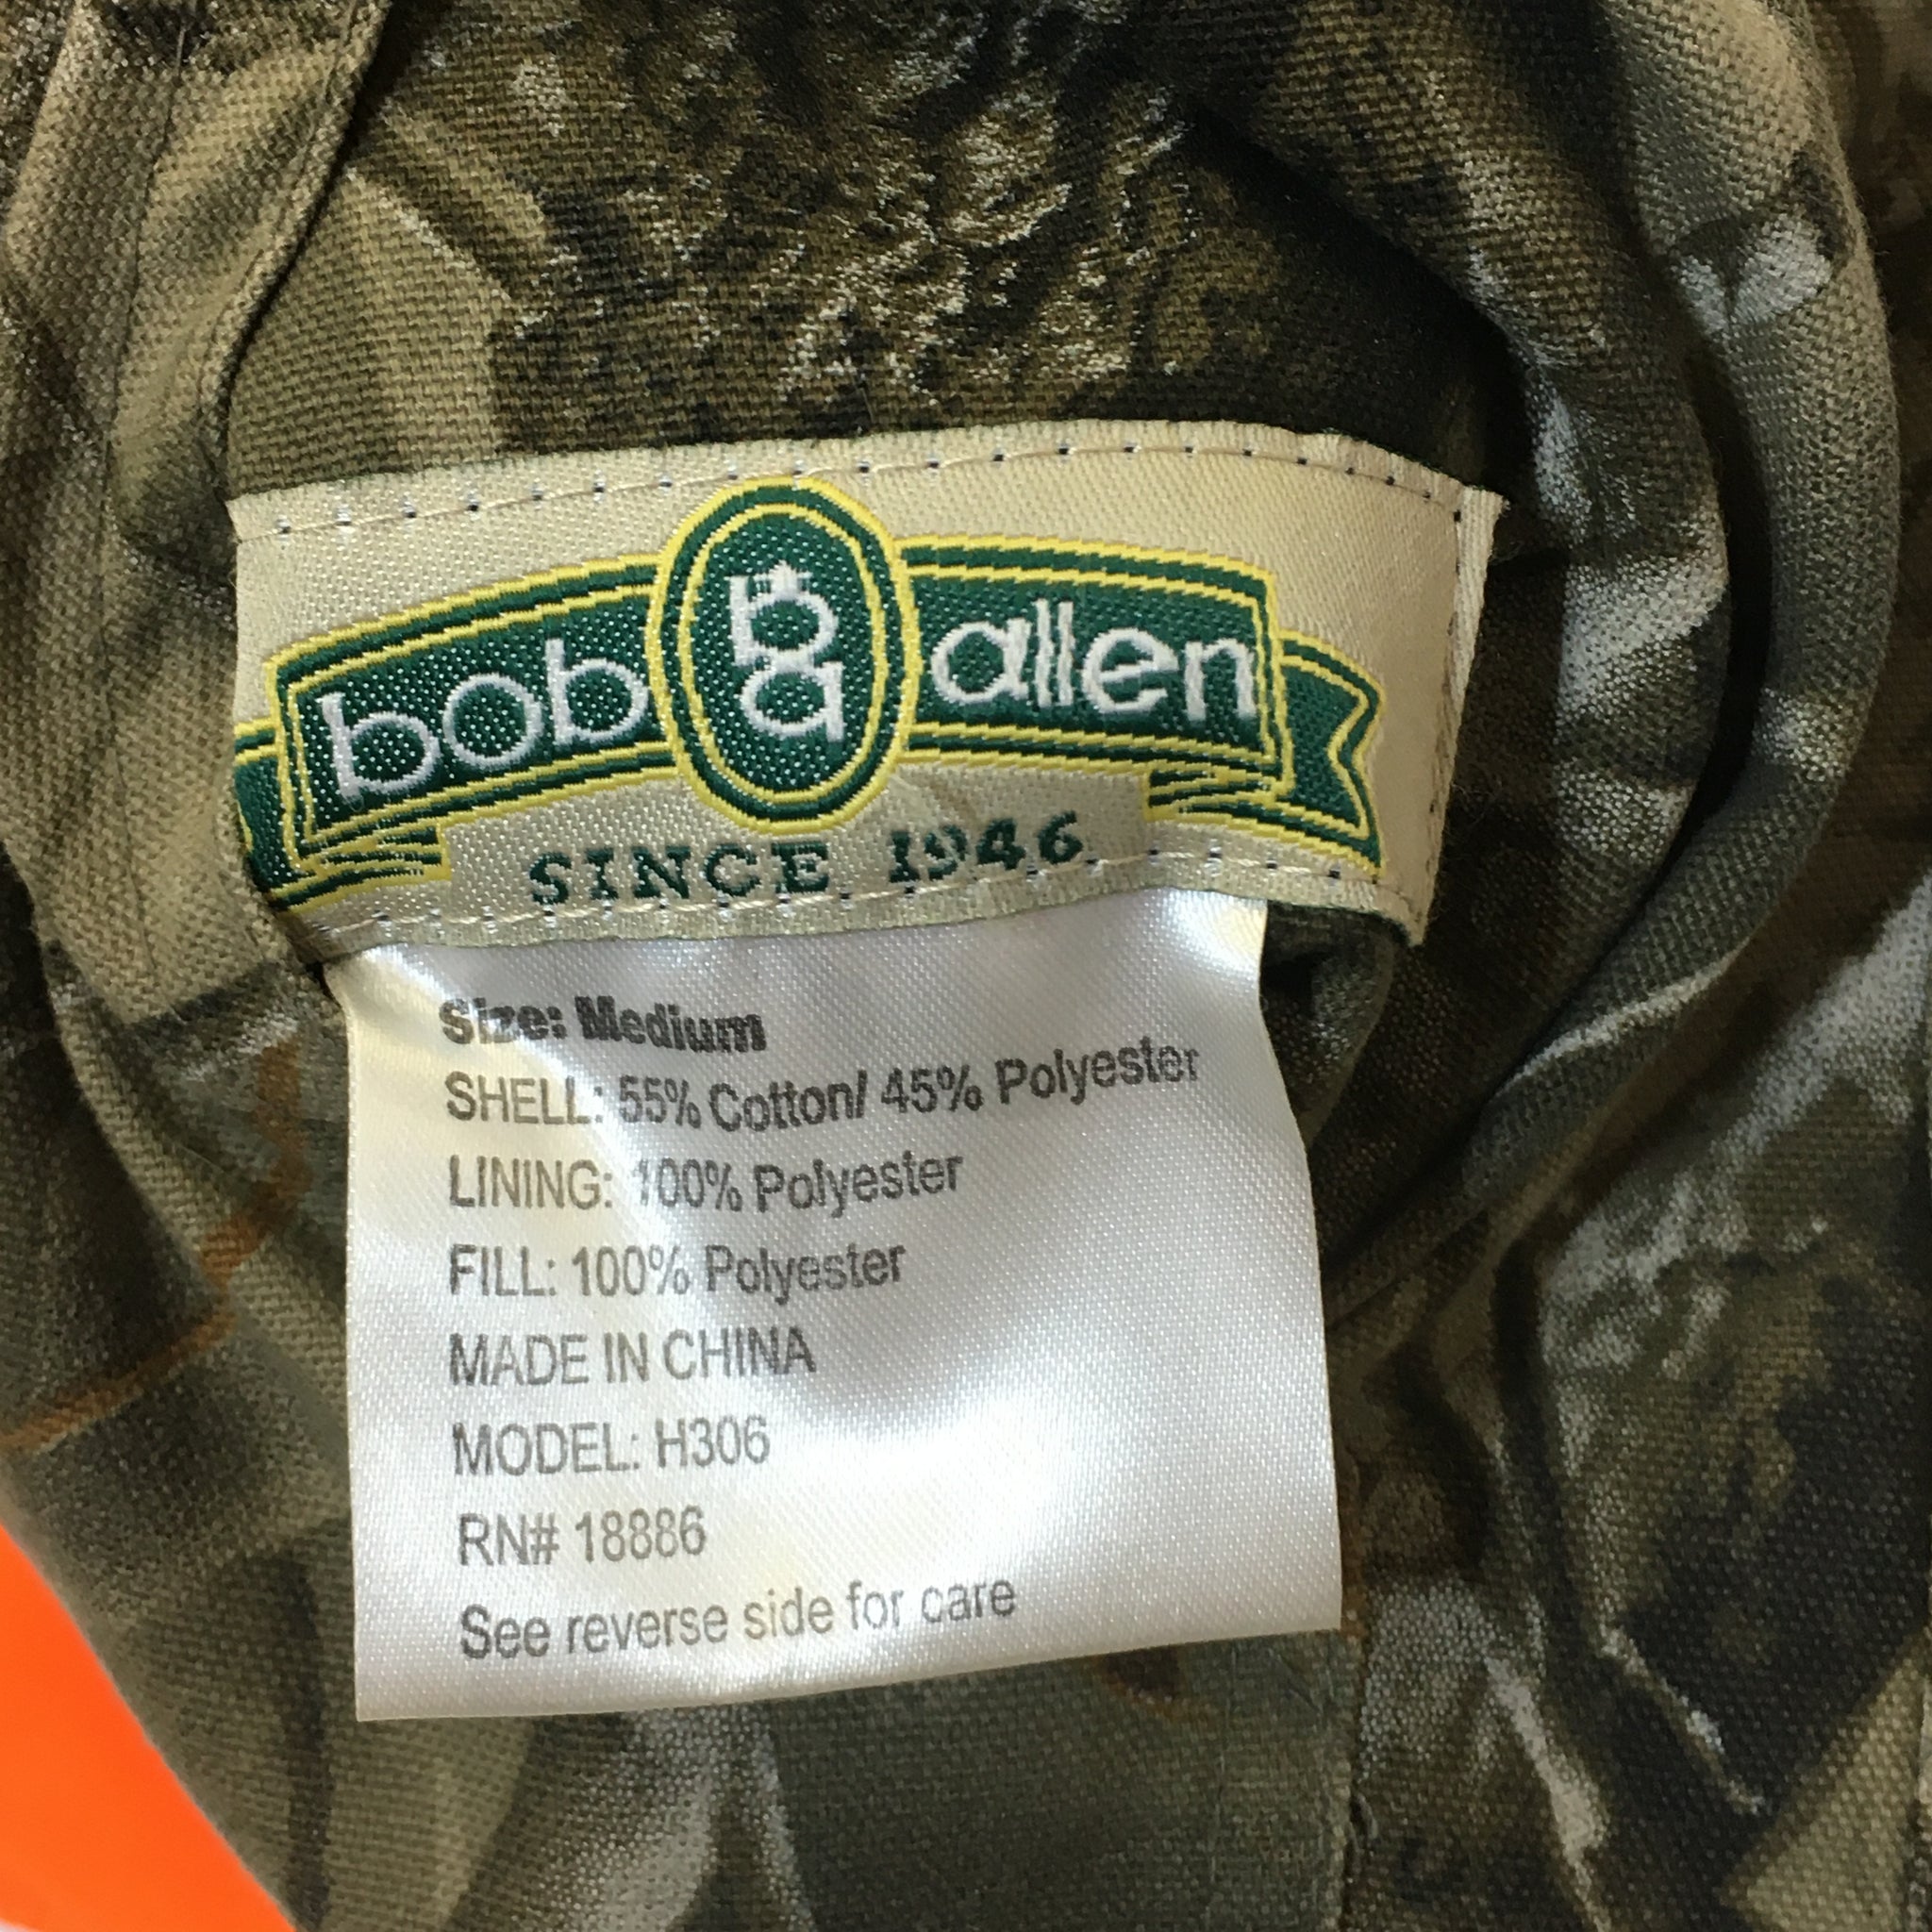 bob ba allen
SINCE 1946
Size: Medium
SHELL: 55% Cotton/ 45% Polyester
LINING: 100% Polyester
FILL: 100% Polyester
MADE IN CHINA
MODEL: H306
RN# 18886
See reverse side for care